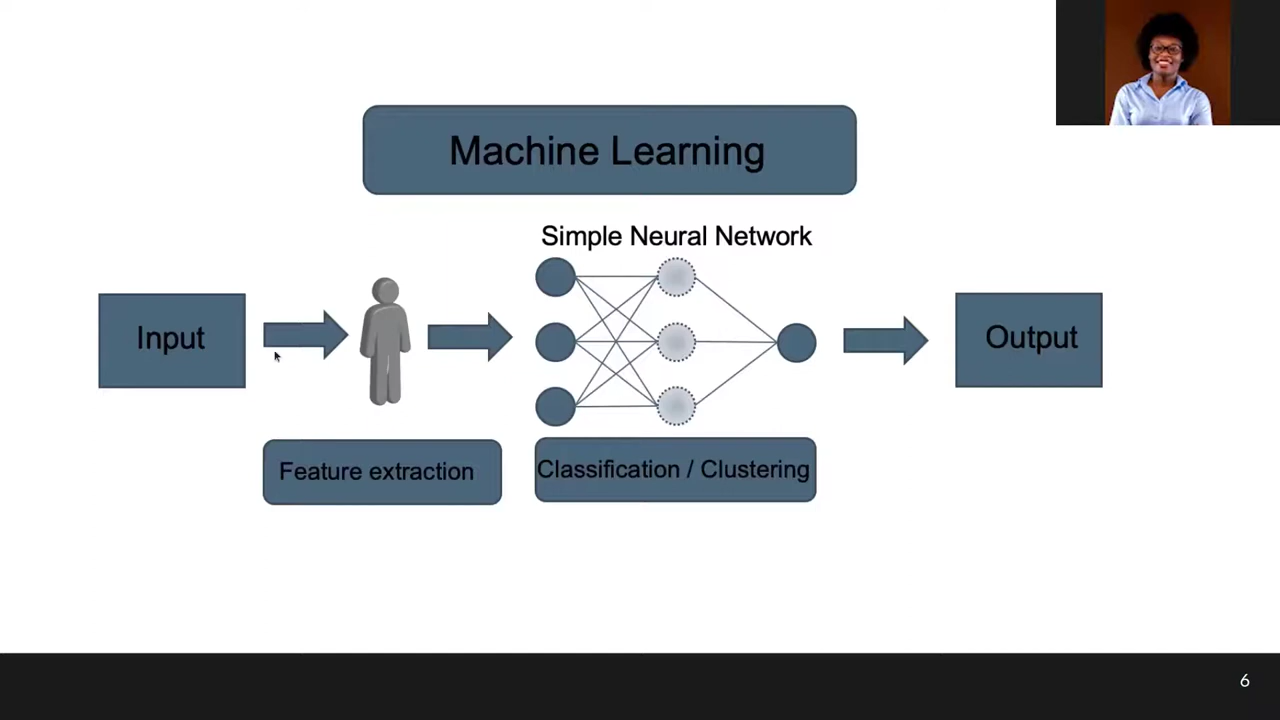 Machine Learning
Simple Neural Network
Input
Output
Feature extraction
Classification / Clustering
6